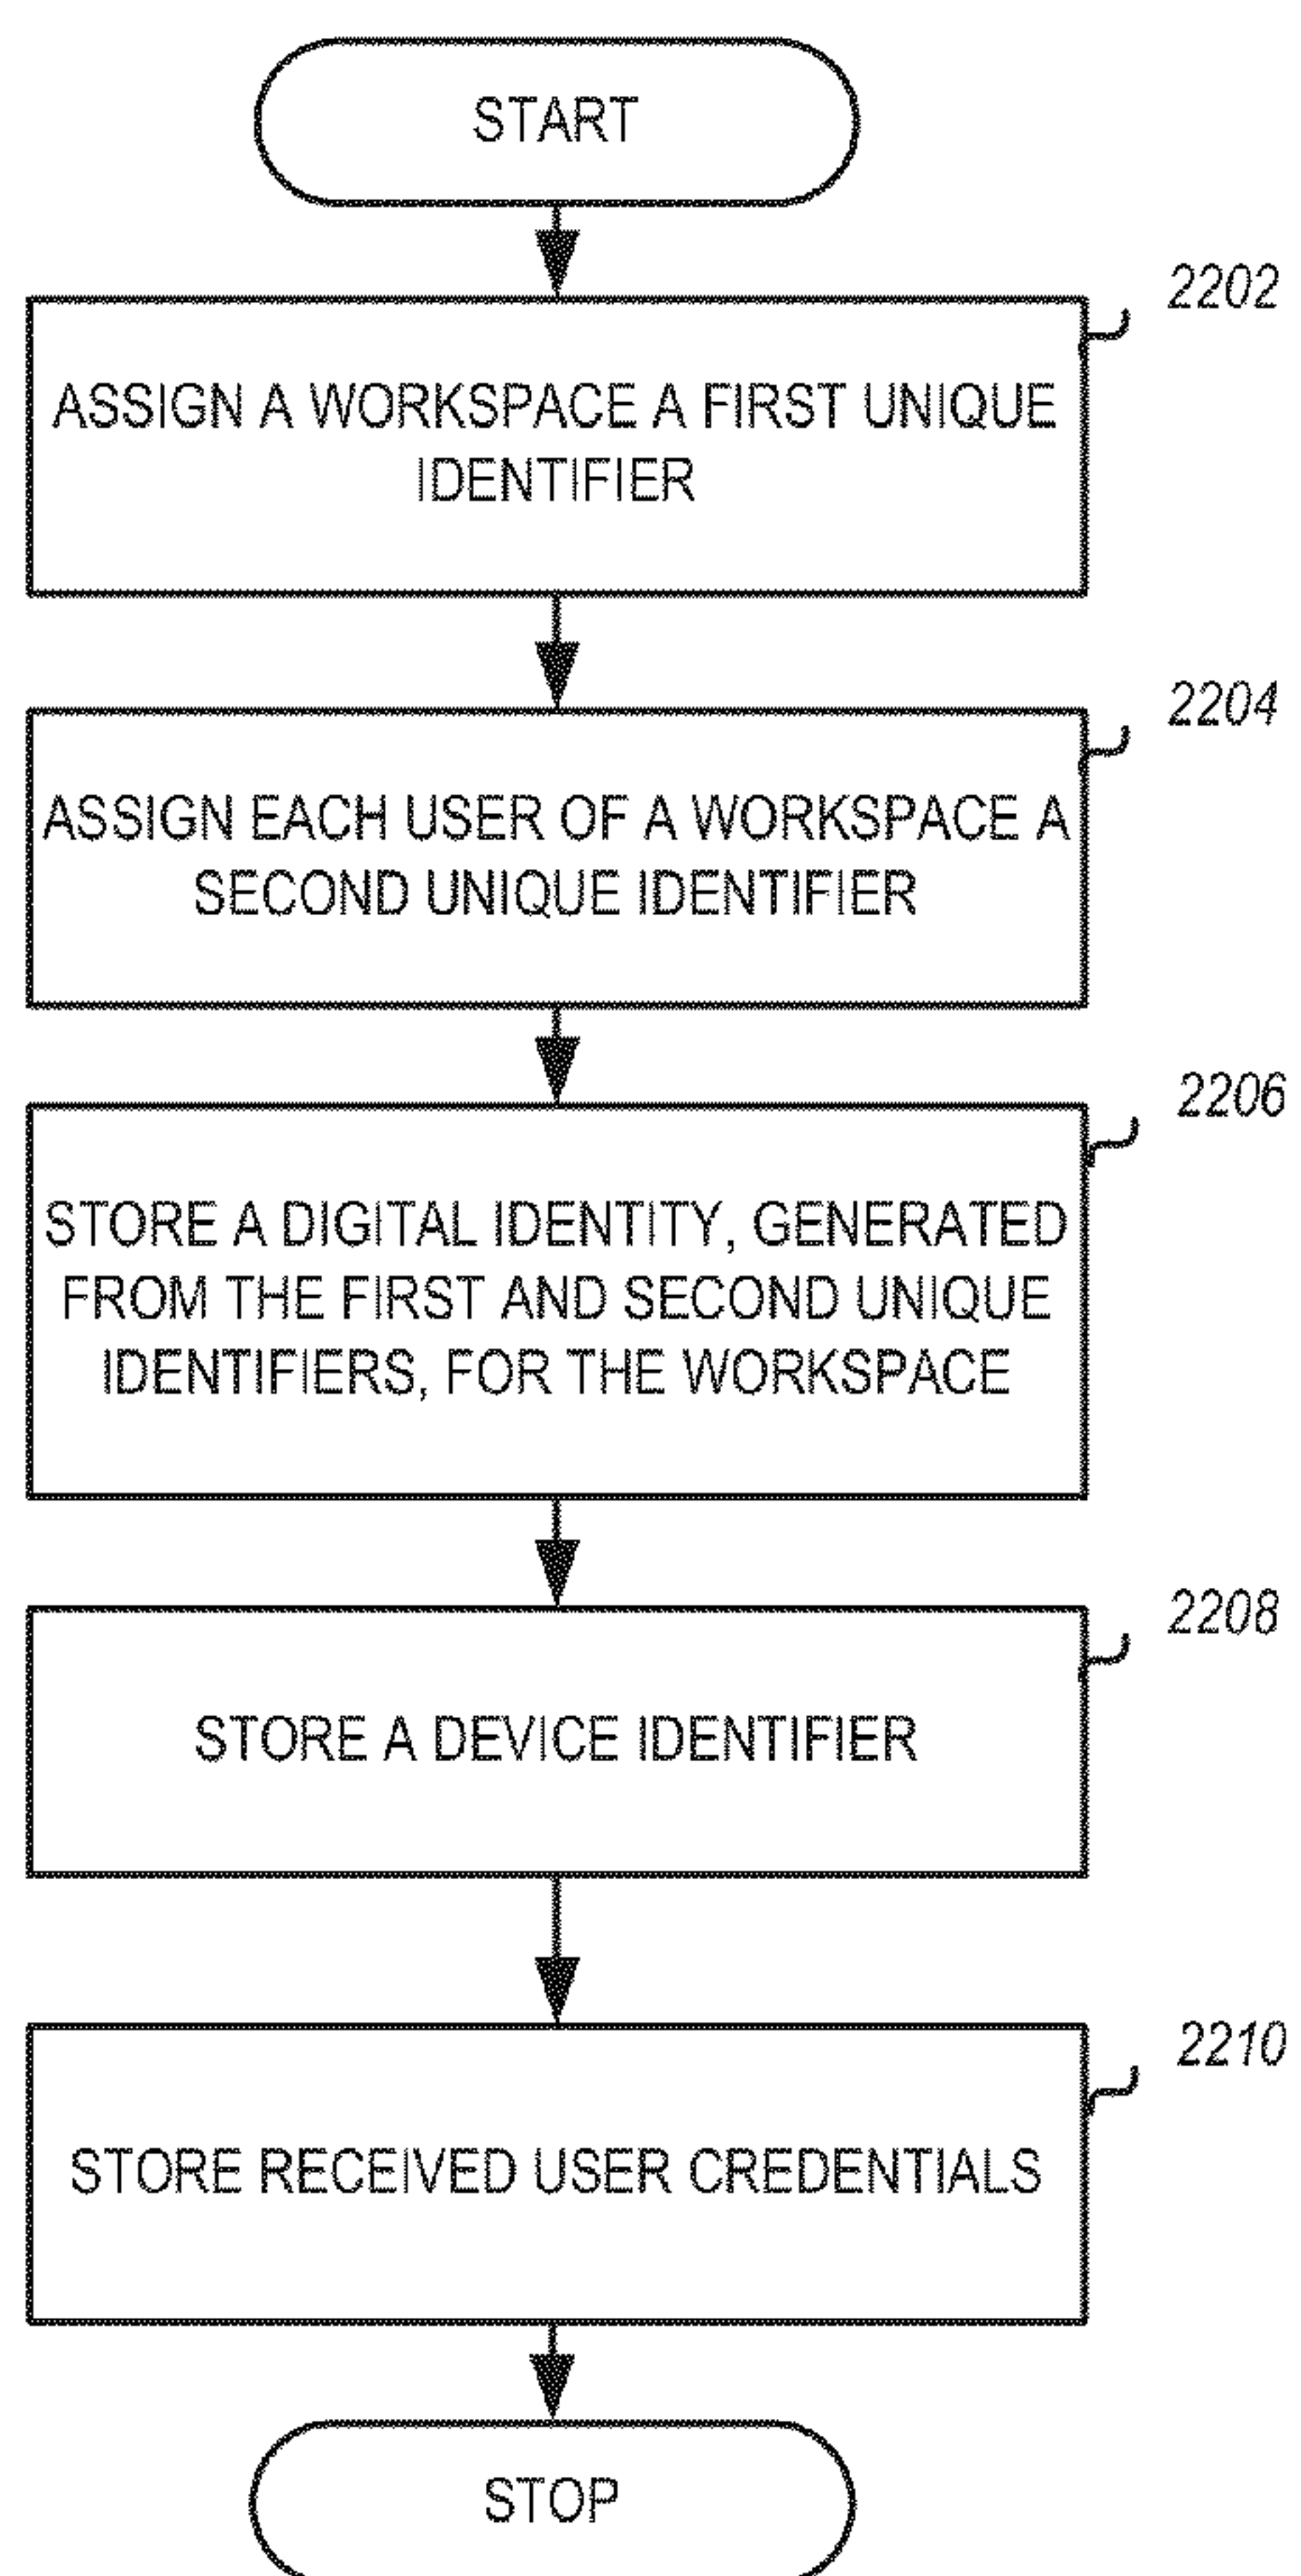 START
2202
ASSIGN A WORKSPACE A FIRST UNIQUE
IDENTIFIER
2204
ASSIGN EACH USER OF A WORKSPACE A
SECOND UNIQUE IDENTIFIER
2206
STORE A DIGITAL IDENTITY, GENERATED
FROM THE FIRST AND SECOND UNIQUE
IDENTIFIERS, FOR THE WORKSPACE
2208
STORE A DEVICE IDENTIFIER
2210
STORE RECEIVED USER CREDENTIALS
STOP